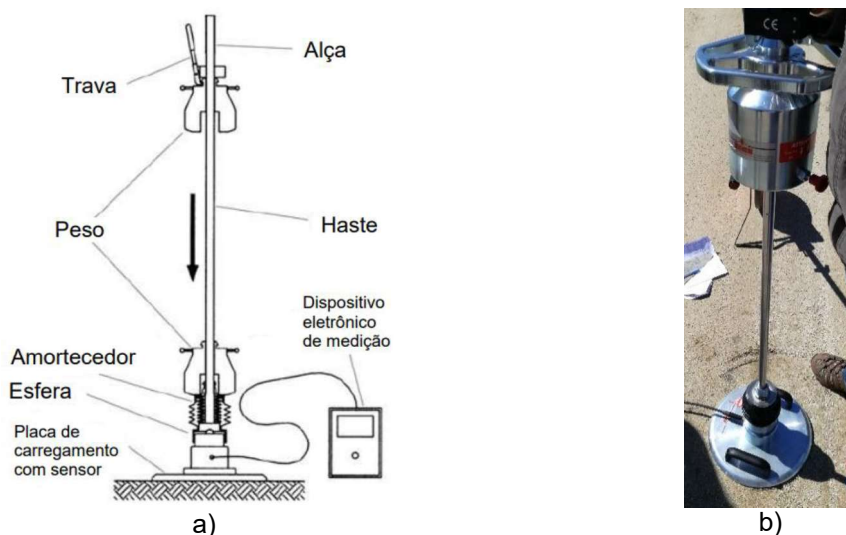 Alça
Trava
Peso
Haste
Dispositivo
eletrônico
de medição
Amortecedor
Esfera
Placa de
carregamento
com sensor
a)
CE
b)